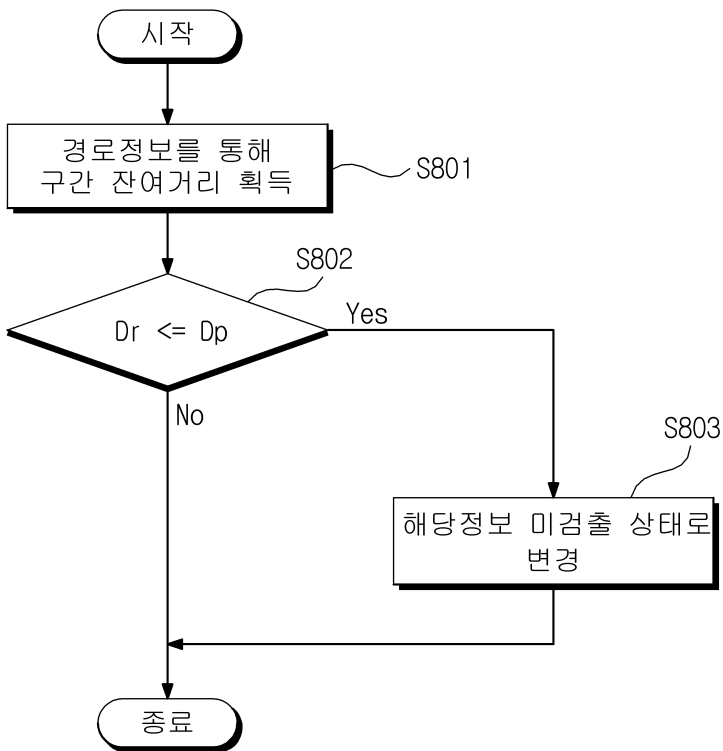 시작
경로정보를 통해
구간 잔여거리 획득
S801
S802
Dr <= Dp
Yes
No
S803
해당정보 미검출 상태로
변경
종료